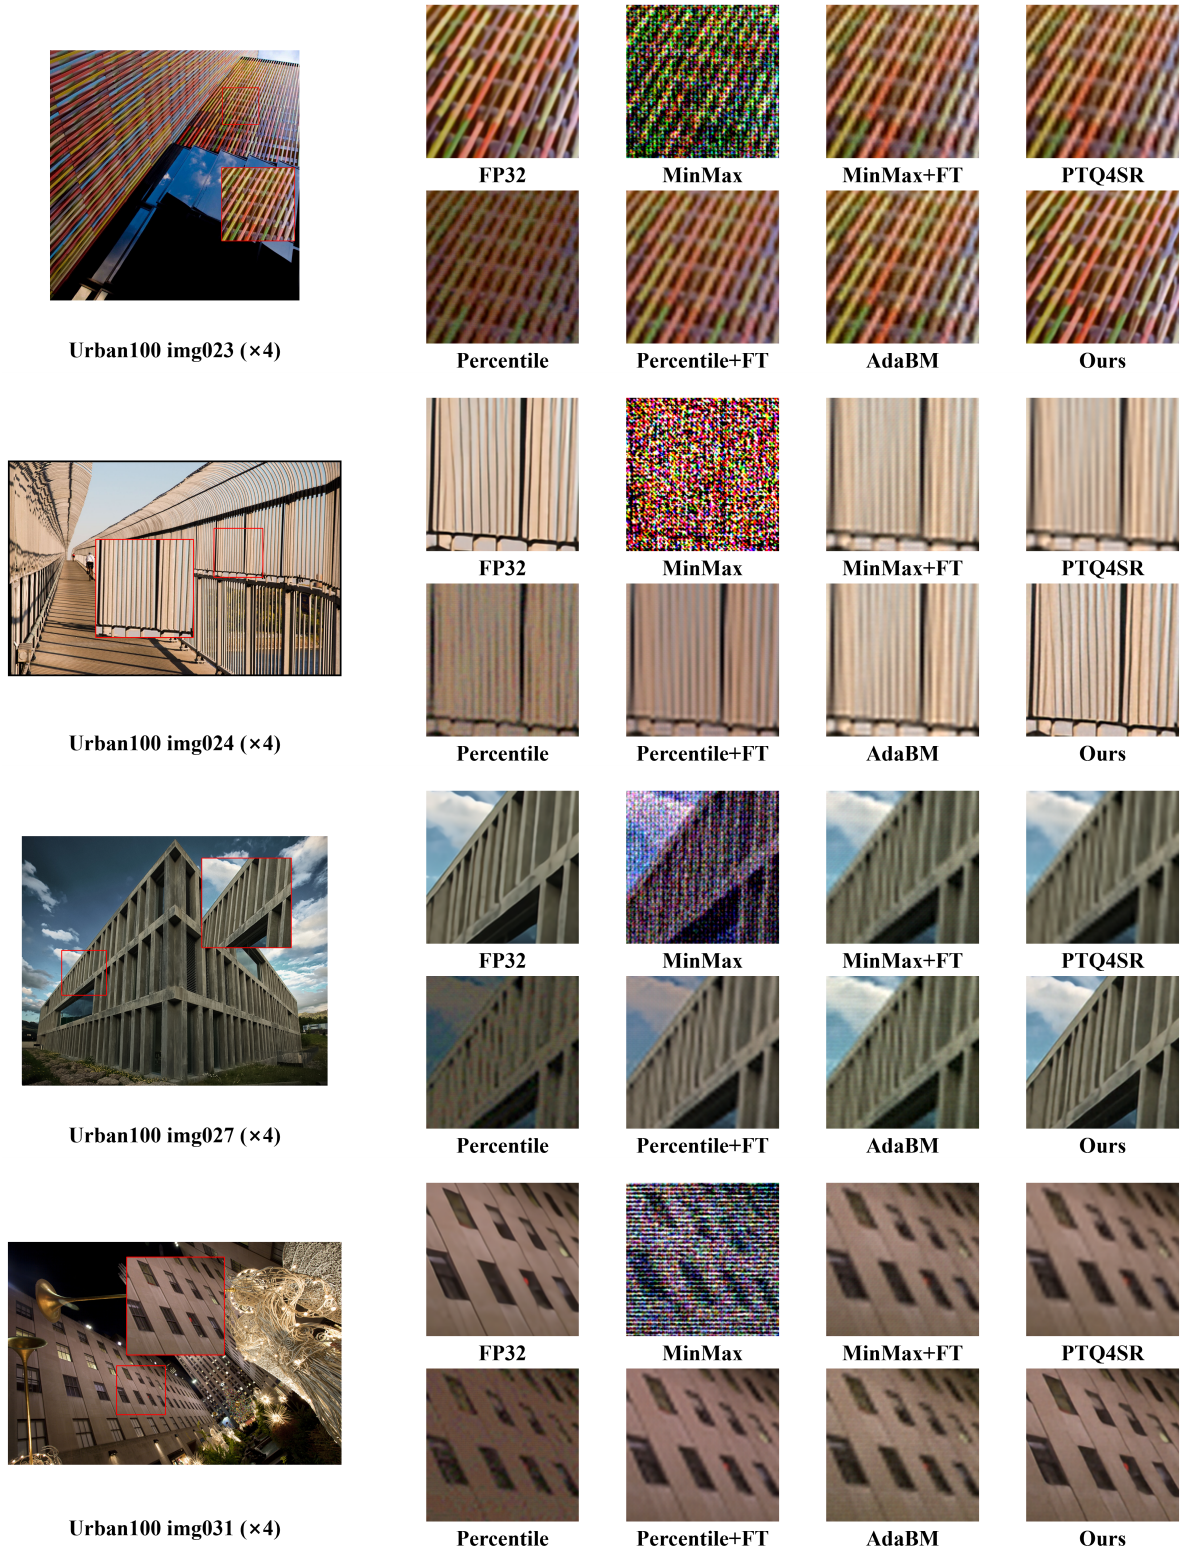 FP32 MinMax MinMax+FT PTQ4SR
Percentile Percentile+FT AdaBM Ours
Urban100 img023 (×4)
FP32 MinMax MinMax+FT PTQ4SR
Percentile Percentile+FT AdaBM Ours
Urban100 img024 (×4)
FP32 MinMax MinMax+FT PTQ4SR
Percentile Percentile+FT AdaBM Ours
Urban100 img027 (×4)
FP32 MinMax MinMax+FT PTQ4SR
Percentile Percentile+FT AdaBM Ours
Urban100 img031 (×4)